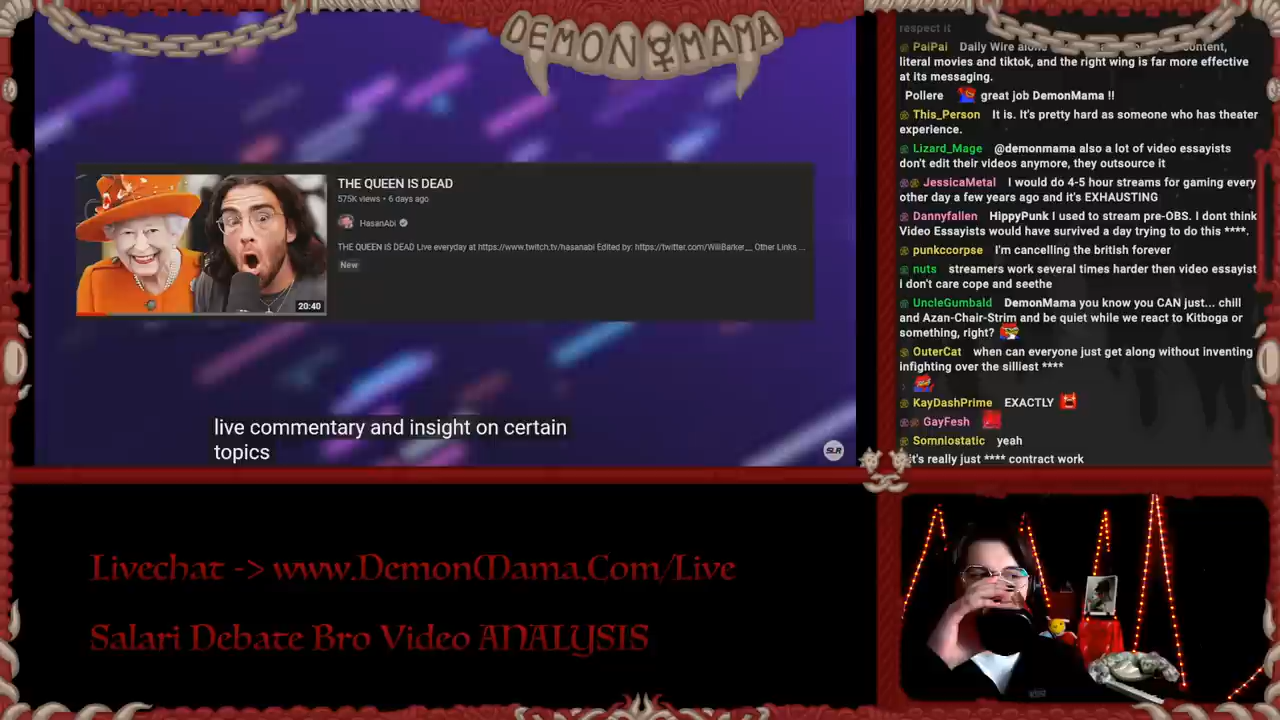 DEMON MAMA
THE QUEEN IS DEAD
575K views • 6 days ago
HasanAbi
THE QUEEN IS DEAD Live everyday at https://www.twitch.tv/hasanabi Edited by: https://twitter.com/WillBarker__ Other Links ...
New
20:40
live commentary and insight on certain
topics
SLR
respect it
PaiPai Daily Wire alone content,
literal movies and tiktok, and the right wing is far more effective
at its messaging.
Pollere great job DemonMama !!
This_Person It is. It's pretty hard as someone who has theater
experience.
Lizard_Mage @demonmama also a lot of video essayists
don't edit their videos anymore, they outsource it
JessicaMetal I would do 4-5 hour streams for gaming every
other day a few years ago and it's EXHAUSTING
Dannyfallen HippyPunk I used to stream pre-OBS. I dont think
Video Essayists would have survived a day trying to do this ****.
punkccorpse I'm cancelling the british forever
nuts streamers work several times harder then video essayist
I don't care cope and seethe
UncleGumbald DemonMama you know you CAN just... chill
and Azan-Chair-Strim and be quiet while we react to Kitboga or
something, right?
OuterCat when can everyone just get along without inventing
infighting over the silliest ****
KayDashPrime EXACTLY
GayFesh
Somniostatic yeah
it's really just **** contract work
Livechat -> www.DemonMama.Com/Live
Salari Debate Bro Video ANALYSIS